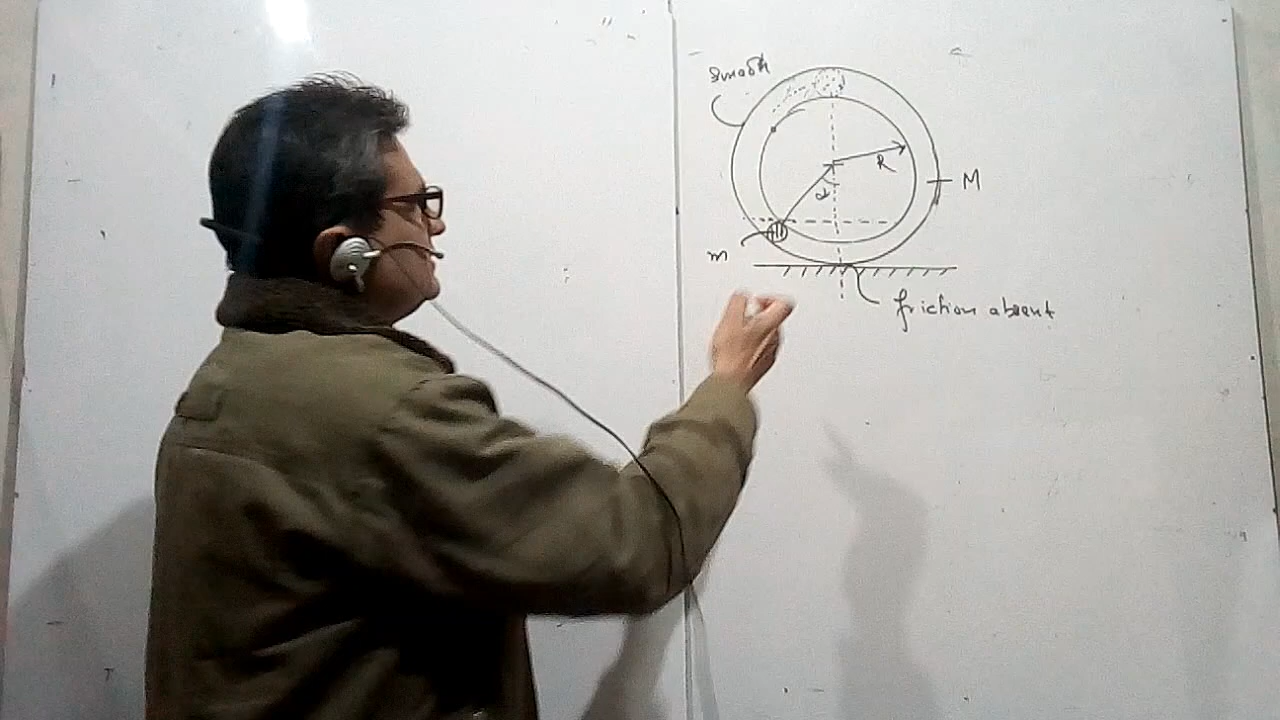 smooth
R
α
M
m
friction absent